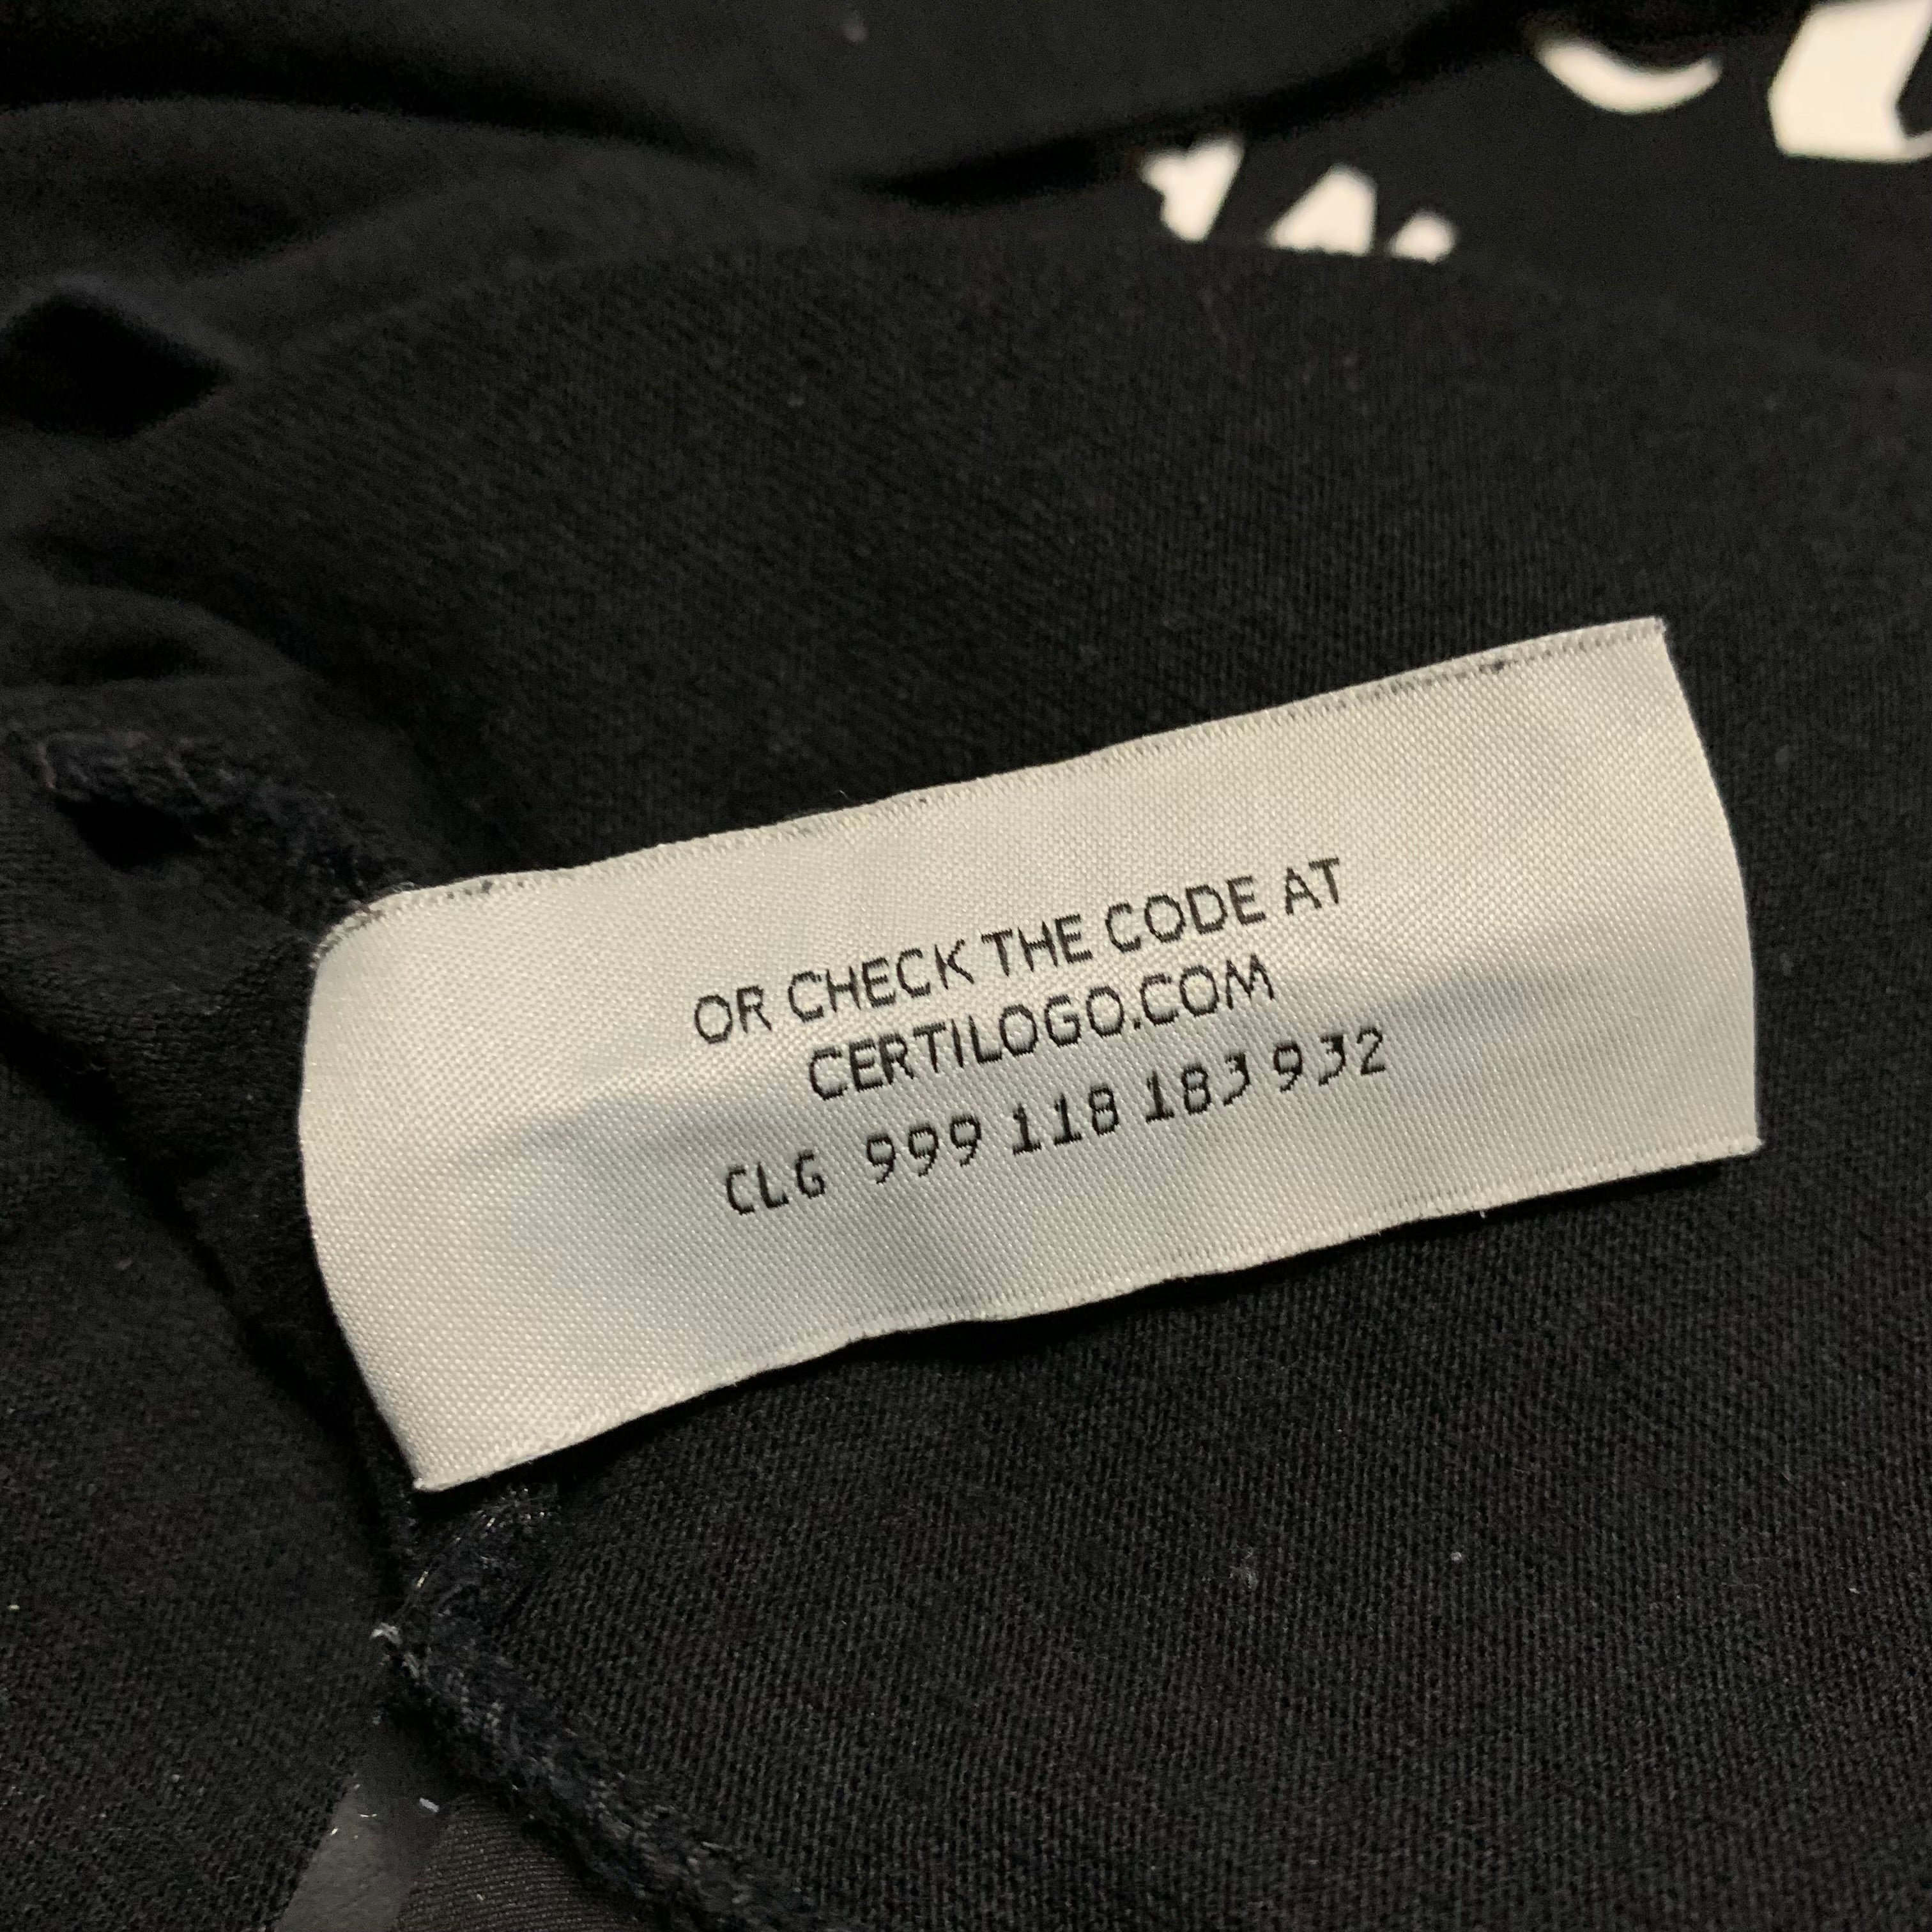 OR CHECK THE CODE AT
CERTILOGO.COM
CLG 999 118 183 932